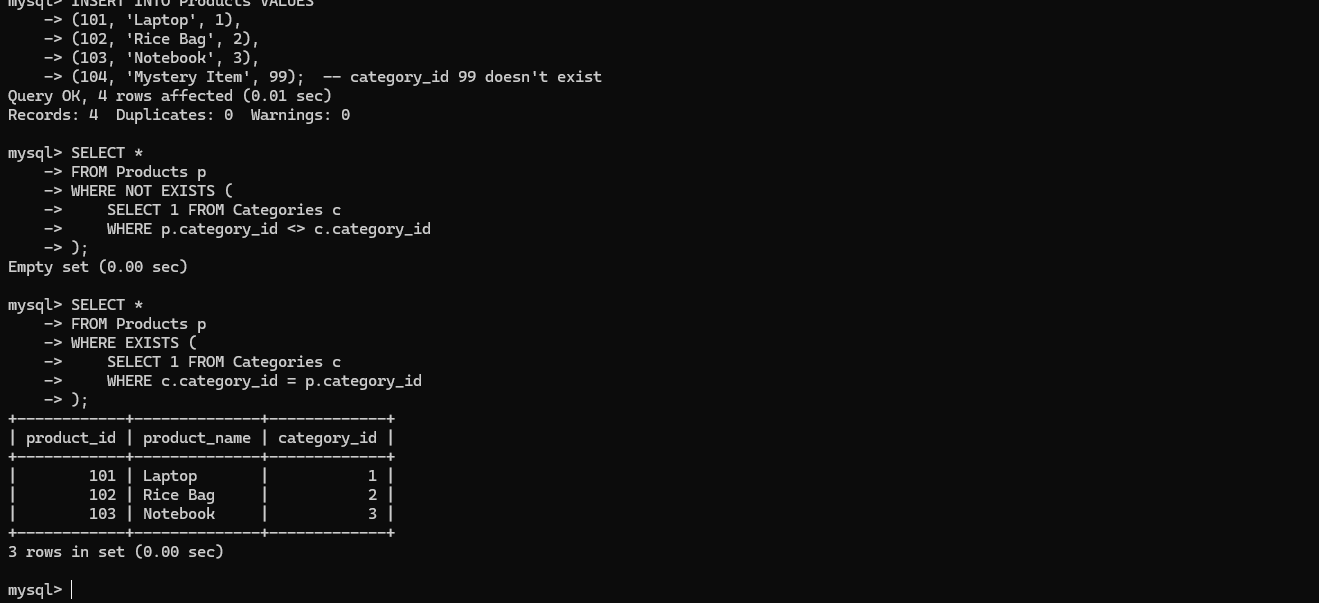 mysql> INSERT INTO Products VALUES
    -> (101, 'Laptop', 1),
    -> (102, 'Rice Bag', 2),
    -> (103, 'Notebook', 3),
    -> (104, 'Mystery Item', 99);  -- category_id 99 doesn't exist
Query OK, 4 rows affected (0.01 sec)
Records: 4  Duplicates: 0  Warnings: 0

mysql> SELECT *
    -> FROM Products p
    -> WHERE NOT EXISTS (
    ->     SELECT 1 FROM Categories c
    ->     WHERE p.category_id <> c.category_id
    -> );
Empty set (0.00 sec)

mysql> SELECT *
    -> FROM Products p
    -> WHERE EXISTS (
    ->     SELECT 1 FROM Categories c
    ->     WHERE c.category_id = p.category_id
    -> );
+------------+--------------+-------------+
| product_id | product_name | category_id |
+------------+--------------+-------------+
|        101 | Laptop       |           1 |
|        102 | Rice Bag     |           2 |
|        103 | Notebook     |           3 |
+------------+--------------+-------------+
3 rows in set (0.00 sec)

mysql>